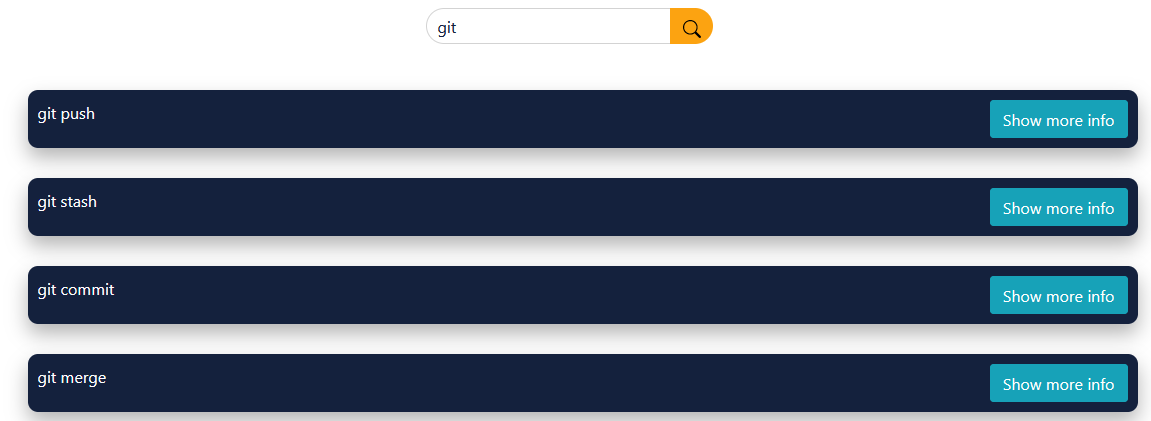 git
git push
Show more info
git stash
Show more info
git commit
Show more info
git merge
Show more info